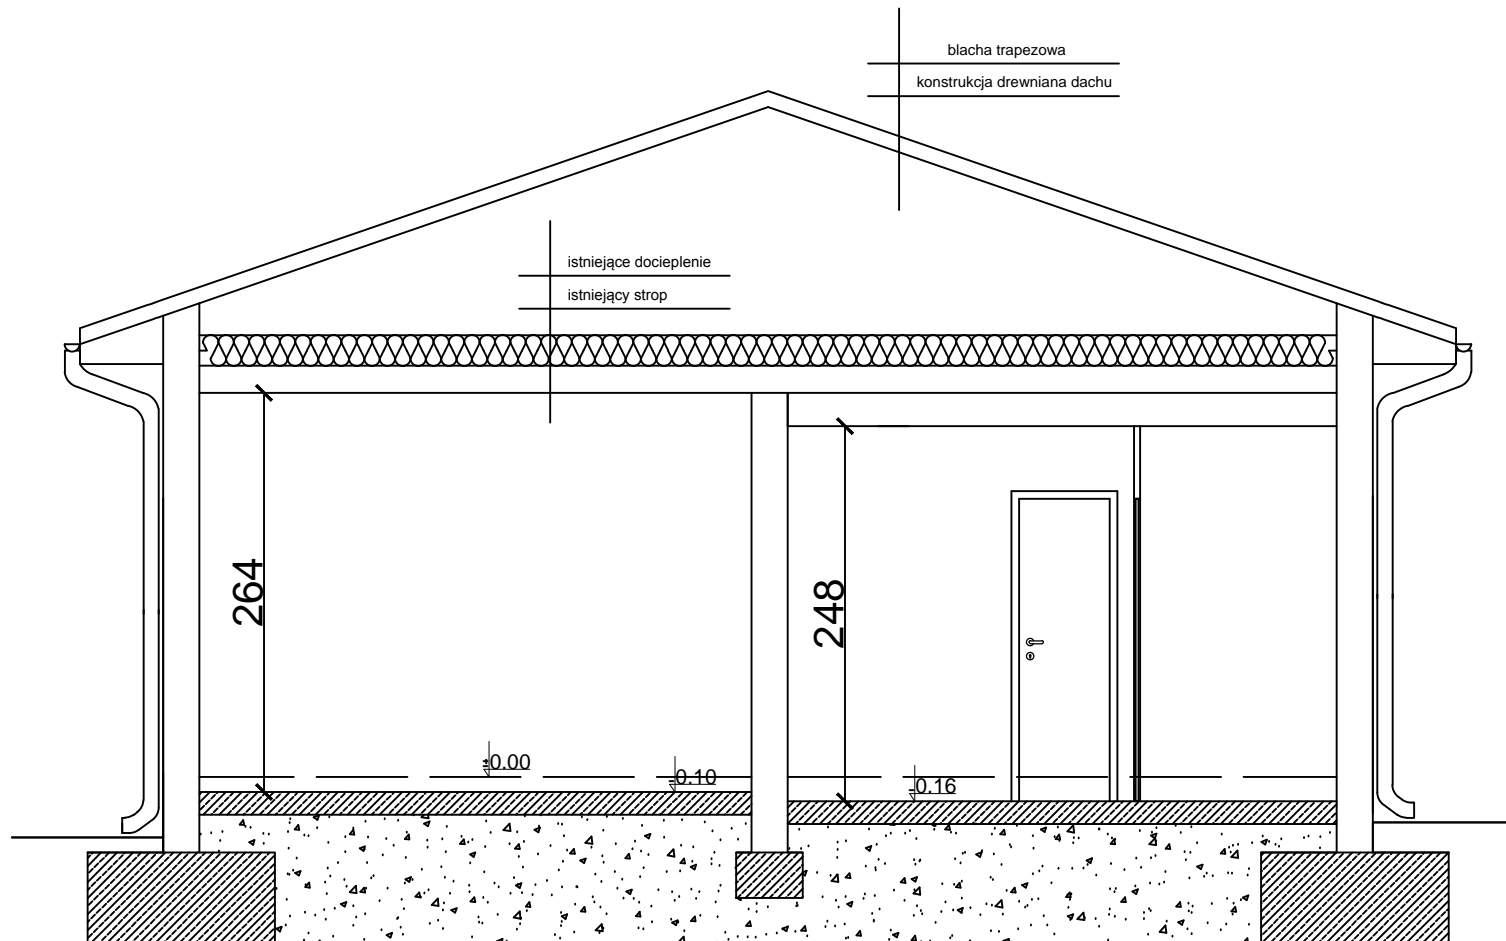 blacha trapezowa
konstrukcja drewniana dachu
istniejące docieplenie
istniejący strop
264
248
±0.00
-0.10
-0.16